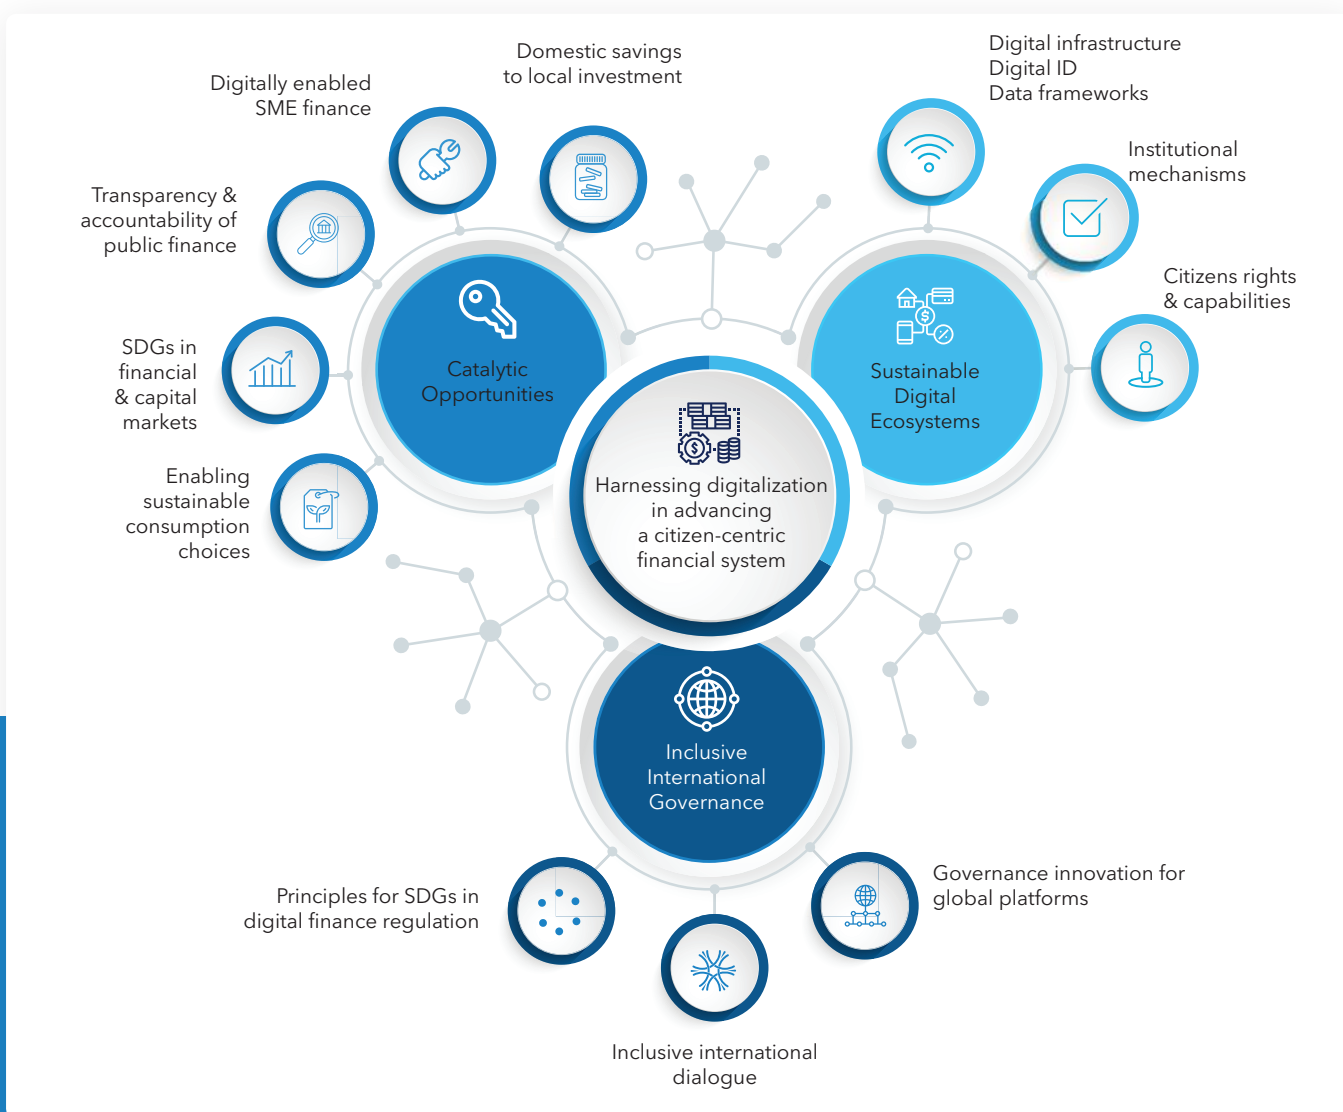 Domestic savings
to local investment
Digitally enabled
SME finance
Transparency &
accountability of
public finance
SDGs in
financial
& capital
markets
Enabling
sustainable
consumption
choices
Catalytic
Opportunities
Digital infrastructure
Digital ID
Data frameworks
Institutional
mechanisms
Citizens rights
& capabilities
Sustainable
Digital
Ecosystems
Harnessing digitalization
in advancing
a citizen-centric
financial system
Inclusive
International
Governance
Principles for SDGs in
digital finance regulation
Inclusive international
dialogue
Governance innovation for
global platforms